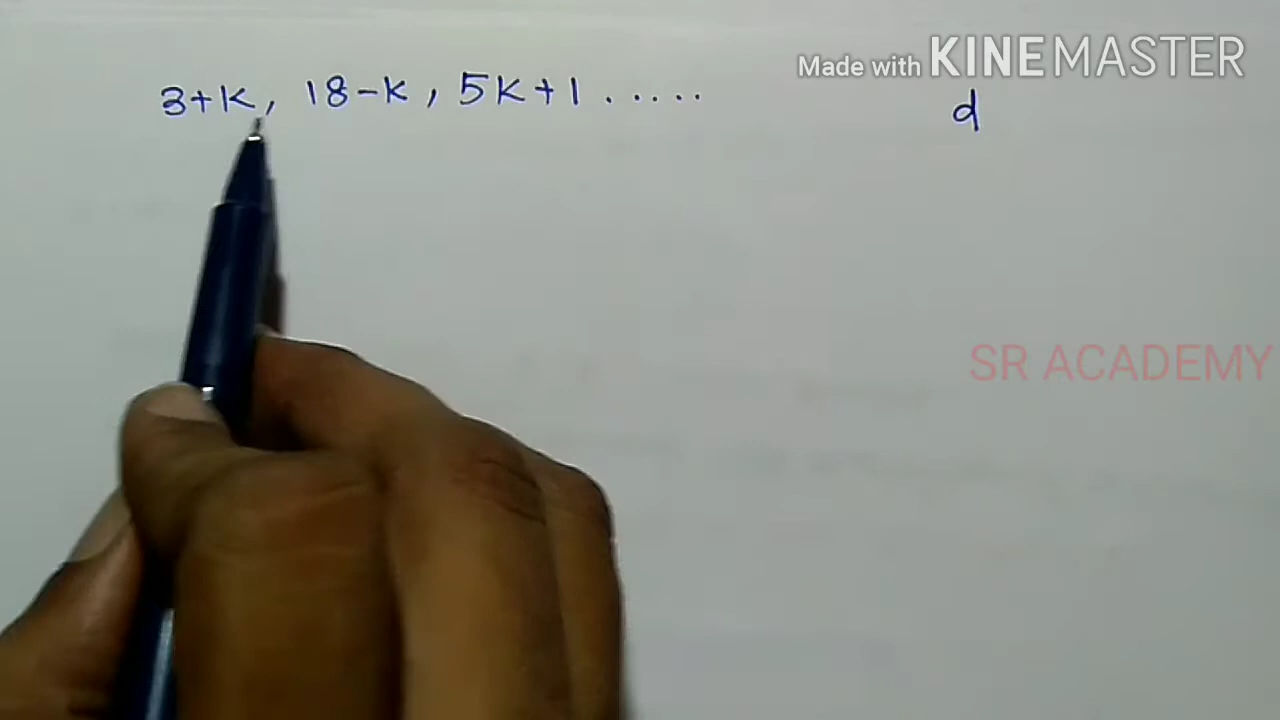 Made with KINEMASTER
3+K, 18-K, 5K+1.....
d
SR ACADEMY